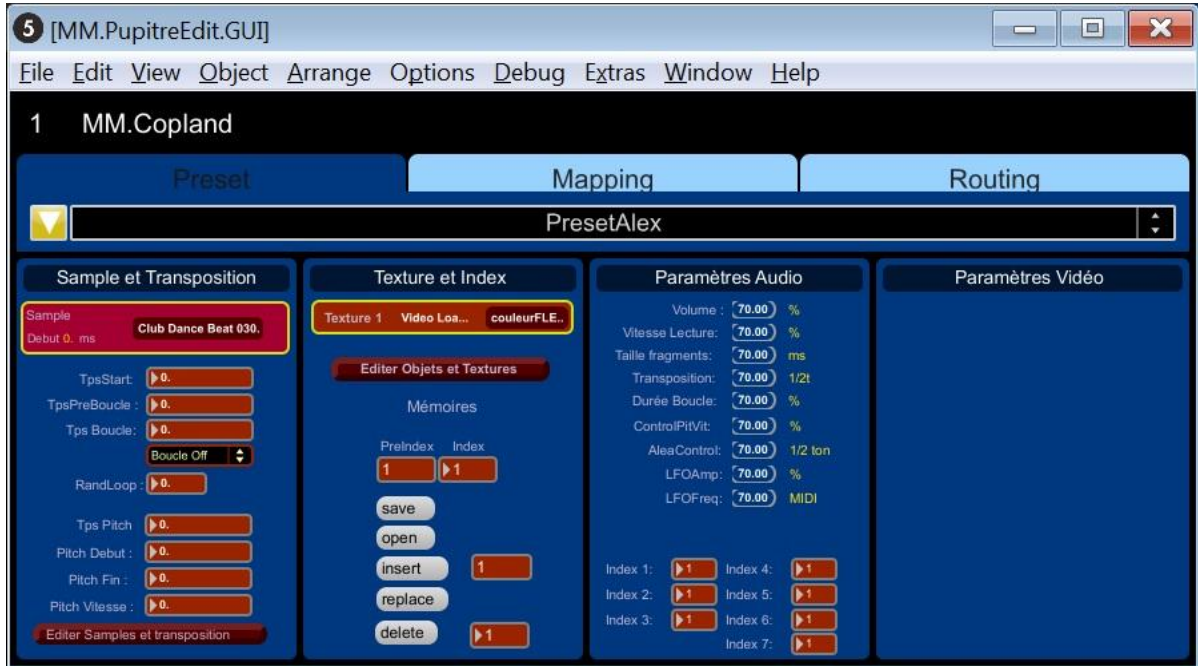 5 [MM.PupitreEdit.GUI]
File Edit View Object Arrange Options Debug Extras Window Help
1 MM.Copland
Preset Mapping Routing
PresetAlex
Sample et Transposition
Sample
Club Dance Beat 030.
Debut 0. ms
TpsStart: 0.
TpsPreBoucle : 0.
Tps Boucle: 0.
Boucle Off
RandLoop : 0.
Tps Pitch 0.
Pitch Debut : 0.
Pitch Fin : 0.
Pitch Vitesse : 0.
Editer Samples et transposition
Texture et Index
Texture 1 Video Loa... couleurFLE..
Editer Objets et Textures
Mémoires
PreIndex Index
1 1
save
open
insert 1
replace
delete 1
Paramètres Audio
Volume : 70.00 %
Vitesse Lecture: 70.00 %
Taille fragments: 70.00 ms
Transposition: 70.00 1/2t
Durée Boucle: 70.00 %
ControlPitVit: 70.00 %
AleaControl: 70.00 1/2 ton
LFOAmp: 70.00 %
LFOFreq: 70.00 MIDI
Index 1: 1 Index 4: 1
Index 2: 1 Index 5: 1
Index 3: 1 Index 6: 1
Index 7: 1
Paramètres Vidéo